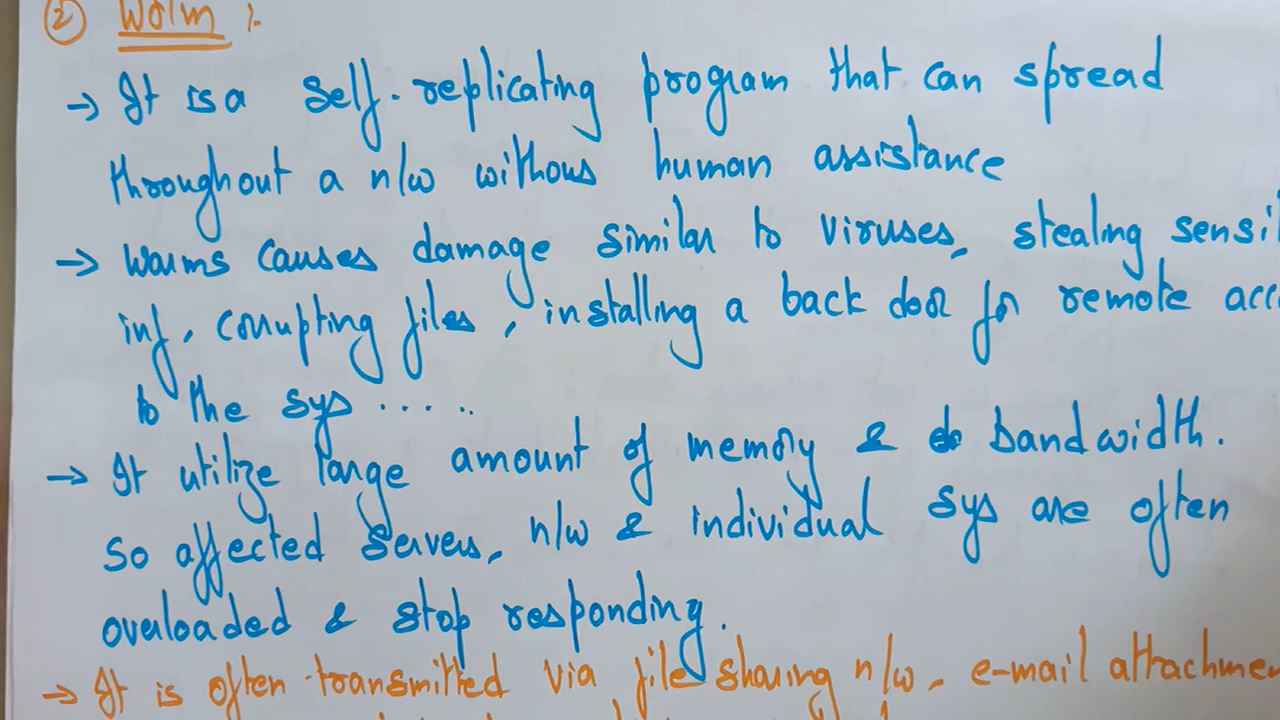 ② Worm :-
→ It is a self-replicating program that can spread
throughout a n/w without human assistance
→ Worms causes damage similar to viruses, stealing sensi
inf, corrupting files, installing a back door for remote acc
to the sys .....
→ It utilize large amount of memory & bandwidth.
So affected servers, n/w & individual sys are often
overloaded & stop responding.
→ It is often transmitted via file sharing n/w, e-mail attachmen